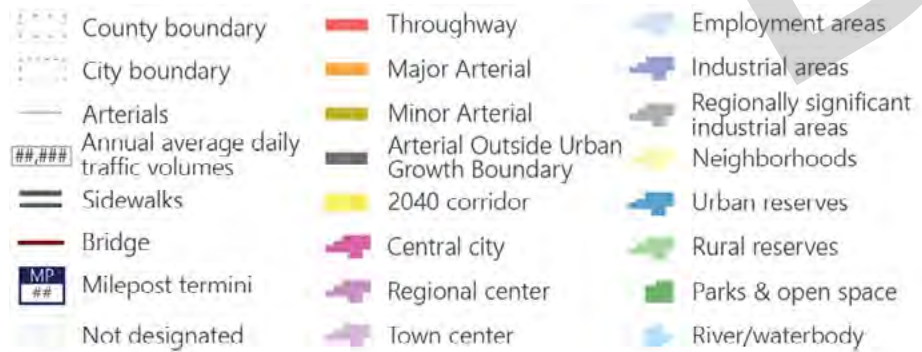 County boundary
City boundary
Arterials
##,###
Annual average daily
traffic volumes
Sidewalks
Bridge
MP
##
Milepost termini
Not designated
Throughway
Major Arterial
Minor Arterial
Arterial Outside Urban
Growth Boundary
2040 corridor
Central city
Regional center
Town center
Employment areas
Industrial areas
Regionally significant
industrial areas
Neighborhoods
Urban reserves
Rural reserves
Parks & open space
River/waterbody